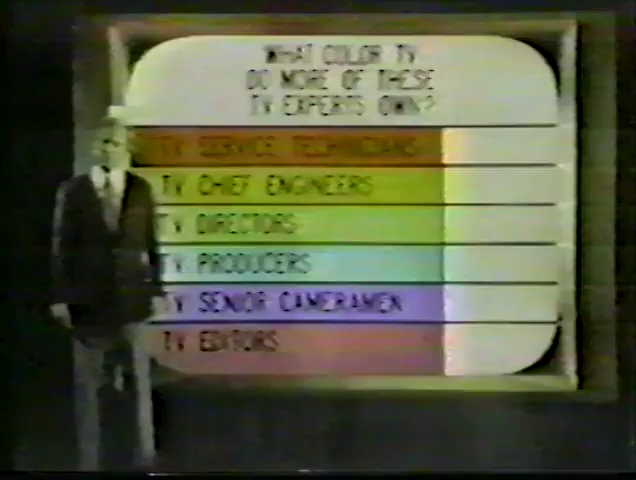 WHAT COLOR TV
DO MORE OF THESE
TV EXPERTS OWN?
TV SERVICE TECHNICIANS
TV CHIEF ENGINEERS
TV DIRECTORS
TV PRODUCERS
TV SENIOR CAMERAMEN
TV EDITORS